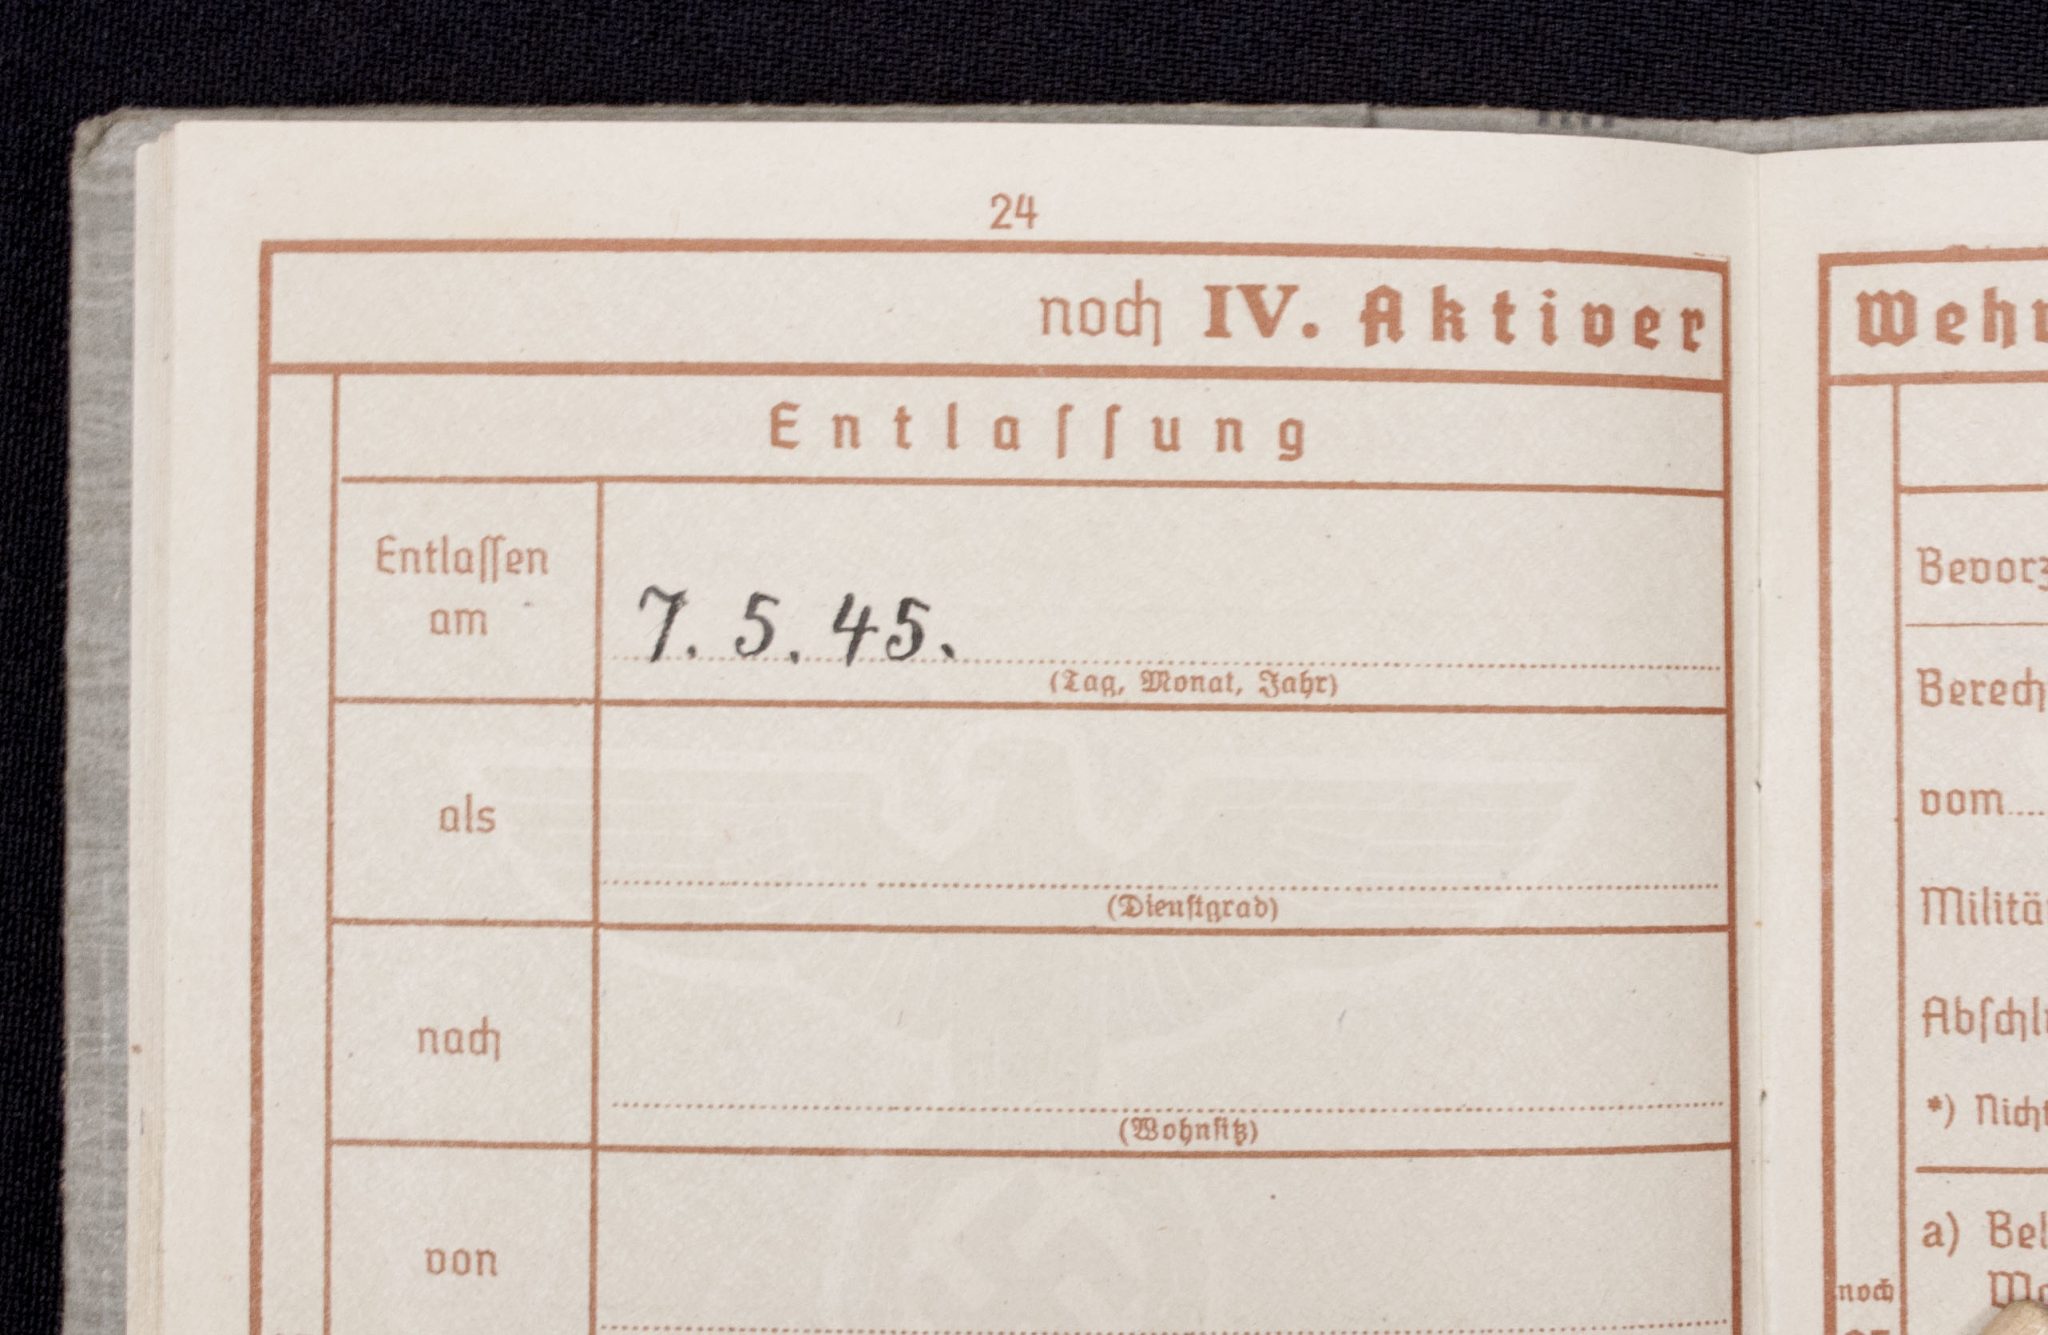 24
noch IV. Aktiver
Entlaſſung
Entlaſſen
am
7. 5. 45.
(Tag, Monat, Jahr)
als
(Dienſtgrad)
nach
(Wohnſitz)
von
Wehr
Bevorz
Berech
vom
Militä
Abſchl
*) Nicht
a) Bel
noch